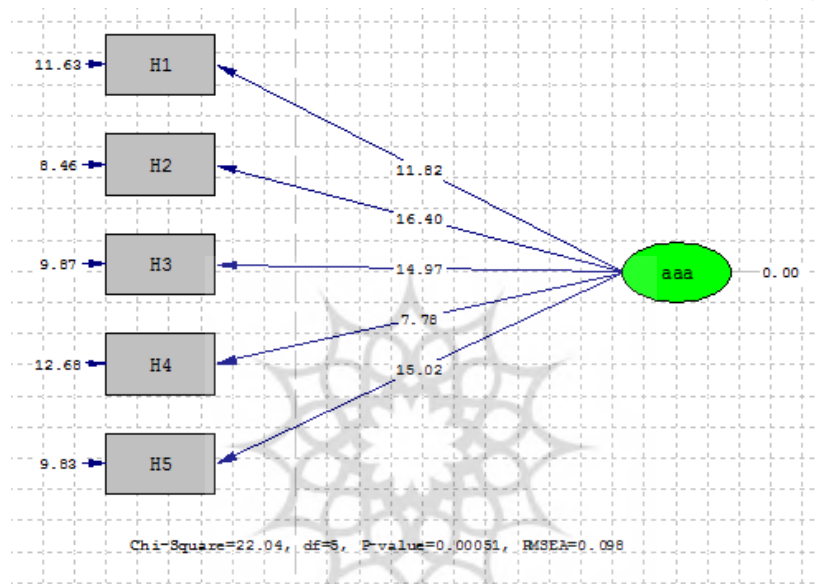 11.63 H1
11.82
8.46 H2
16.40
9.87 H3
14.97
aaa 0.00
7.78
12.68 H4
15.02
9.83 H5
Chi-Square=22.04, df=5, P-value=0.00051, RMSEA=0.098